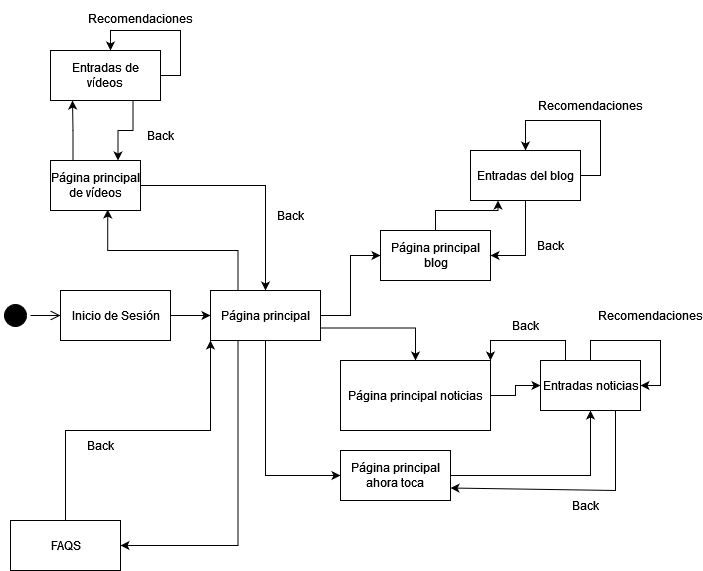 Recomendaciones
Entradas de
vídeos
Back
Página principal
de vídeos
Back
Recomendaciones
Entradas del blog
Back
Página principal
blog
Inicio de Sesión
Página principal
Back
Recomendaciones
Página principal noticias
Entradas noticias
Back
Página principal
ahora toca
Back
FAQS